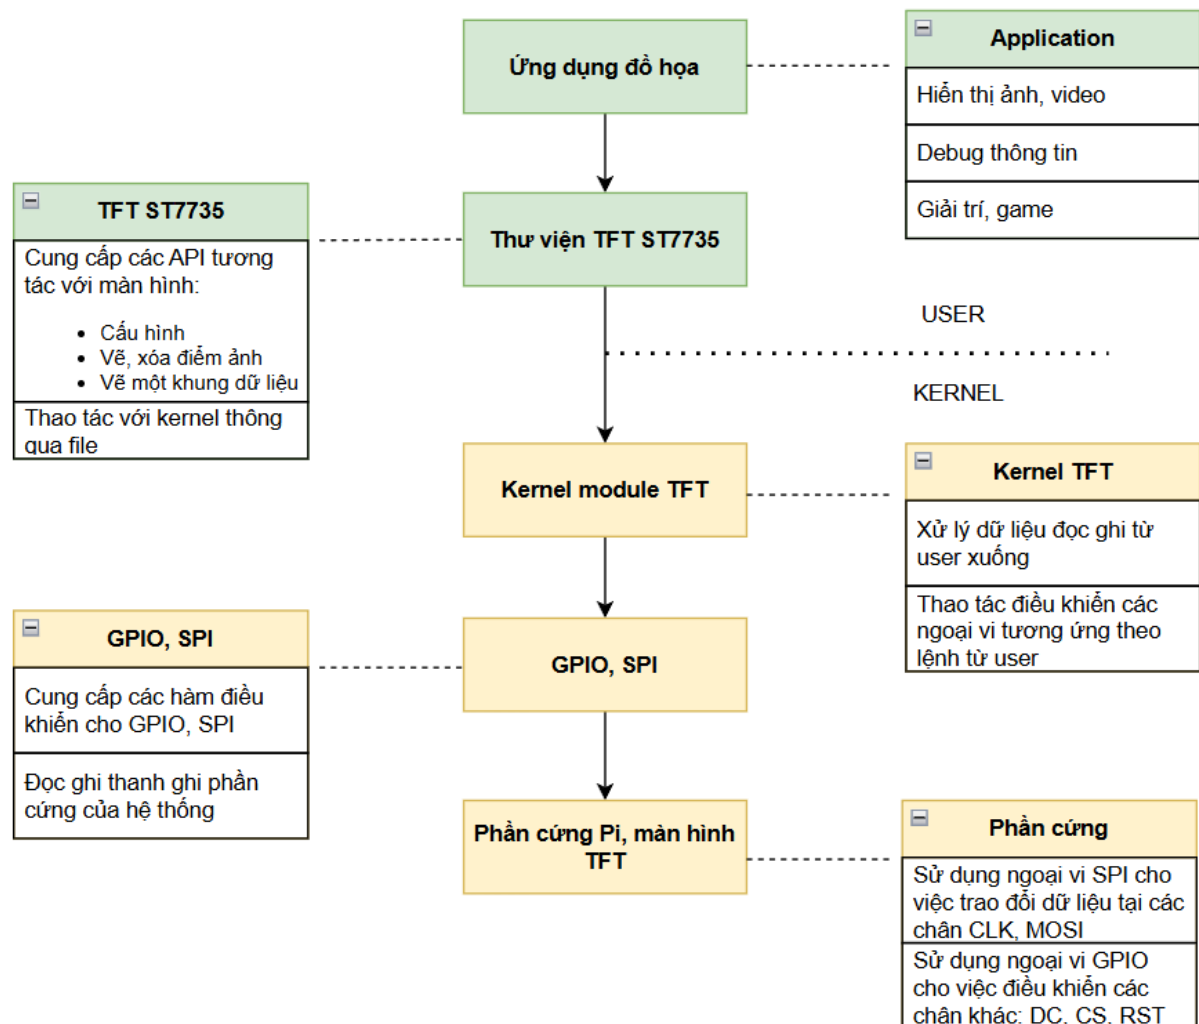 Ứng dụng đồ họa
Application
Hiển thị ảnh, video
Debug thông tin
Giải trí, game
TFT ST7735
Cung cấp các API tương
tác với màn hình:
• Cấu hình
• Vẽ, xóa điểm ảnh
• Vẽ một khung dữ liệu
Thao tác với kernel thông
qua file
Thư viện TFT ST7735
USER
KERNEL
Kernel module TFT
Kernel TFT
Xử lý dữ liệu đọc ghi từ
user xuống
Thao tác điều khiển các
ngoại vi tương ứng theo
lệnh từ user
GPIO, SPI
Cung cấp các hàm điều
khiển cho GPIO, SPI
Đọc ghi thanh ghi phần
cứng của hệ thống
GPIO, SPI
Phần cứng Pi, màn hình
TFT
Phần cứng
Sử dụng ngoại vi SPI cho
việc trao đổi dữ liệu tại các
chân CLK, MOSI
Sử dụng ngoại vi GPIO
cho việc điều khiển các
chân khác: DC, CS, RST